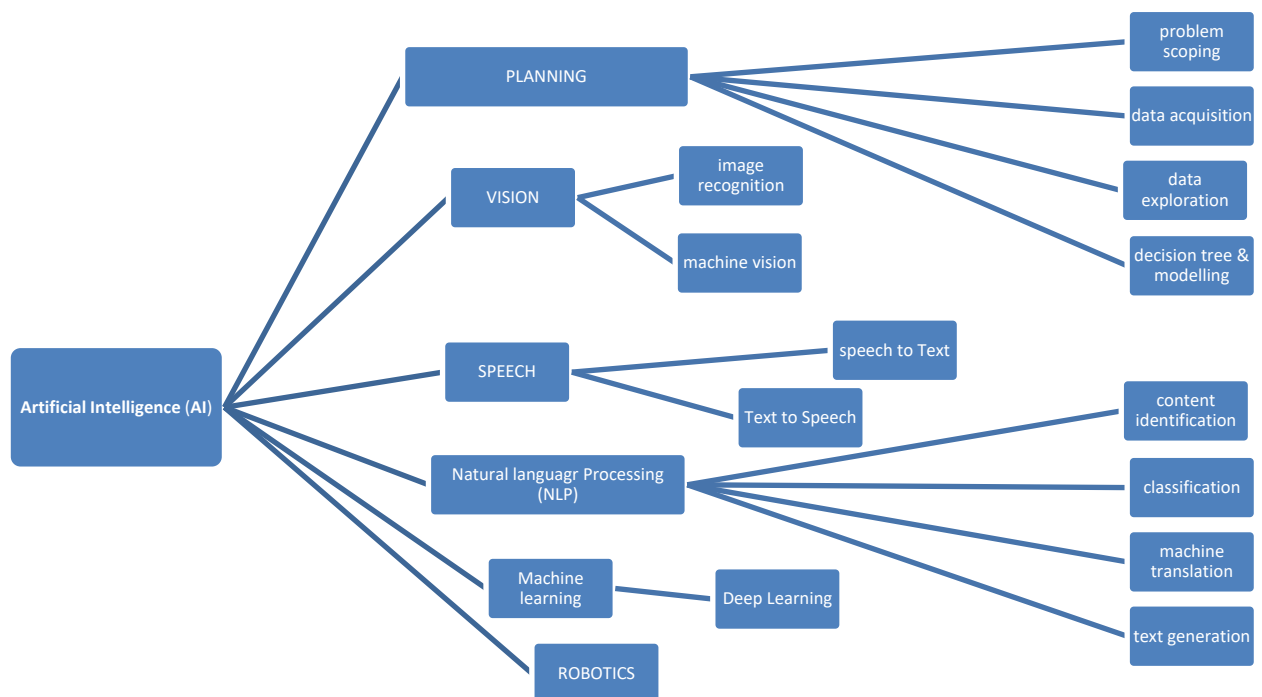 PLANNING
problem
scoping
data acquisition
data
exploration
decision tree &
modelling
VISION
image
recognition
machine vision
Artificial Intelligence (AI)
SPEECH
speech to Text
Text to Speech
Natural languagr Processing
(NLP)
content
identification
classification
machine
translation
text generation
Machine
learning
Deep Learning
ROBOTICS